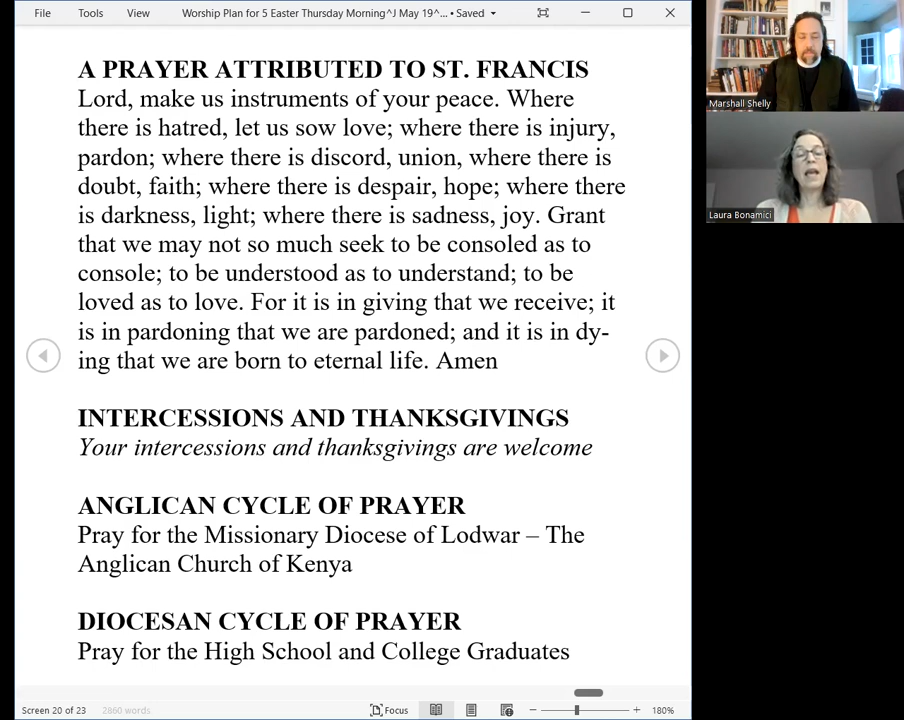 File Tools View Worship Plan for 5 Easter Thursday Morning^J May 19^... • Saved
A PRAYER ATTRIBUTED TO ST. FRANCIS
Lord, make us instruments of your peace. Where
there is hatred, let us sow love; where there is injury,
pardon; where there is discord, union, where there is
doubt, faith; where there is despair, hope; where there
is darkness, light; where there is sadness, joy. Grant
that we may not so much seek to be consoled as to
console; to be understood as to understand; to be
loved as to love. For it is in giving that we receive; it
is in pardoning that we are pardoned; and it is in dy-
ing that we are born to eternal life. Amen
INTERCESSIONS AND THANKSGIVINGS
Your intercessions and thanksgivings are welcome
ANGLICAN CYCLE OF PRAYER
Pray for the Missionary Diocese of Lodwar – The
Anglican Church of Kenya
DIOCESAN CYCLE OF PRAYER
Pray for the High School and College Graduates
Screen 20 of 23 2860 words Focus 180%
Marshall Shelly
Laura Bonamici